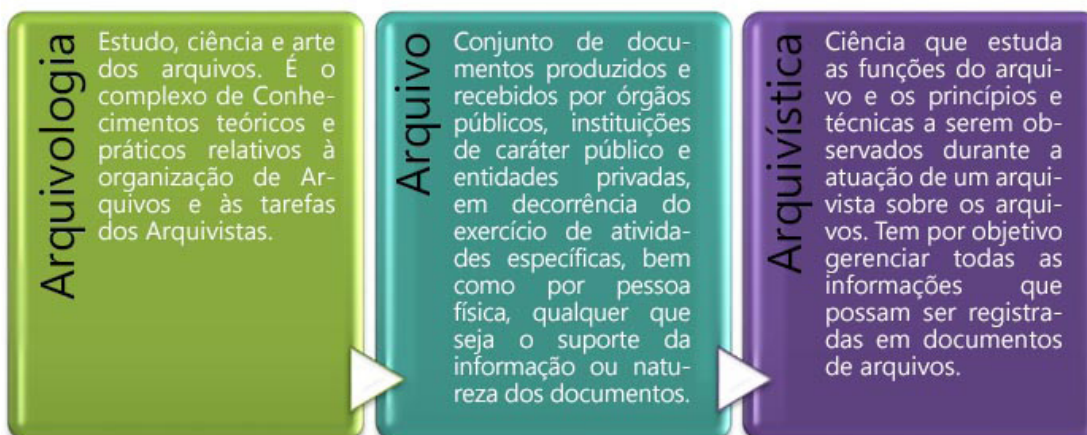 Arquivologia
Estudo, ciência e arte
dos arquivos. É o
complexo de Conhe-
cimentos teóricos e
práticos relativos à
organização de Ar-
quivos e às tarefas
dos Arquivistas.
Arquivo
Conjunto de docu-
mentos produzidos e
recebidos por órgãos
públicos, instituições
de caráter público e
entidades privadas,
em decorrência do
exercício de ativida-
des específicas, bem
como por pessoa
física, qualquer que
seja o suporte da
informação ou natu-
reza dos documentos.
Arquivística
Ciência que estuda
as funções do arqui-
vo e os princípios e
técnicas a serem ob-
servados durante a
atuação de um arqui-
vista sobre os arqui-
vos. Tem por objetivo
gerenciar todas as
informações que
possam ser registra-
das em documentos
de arquivos.